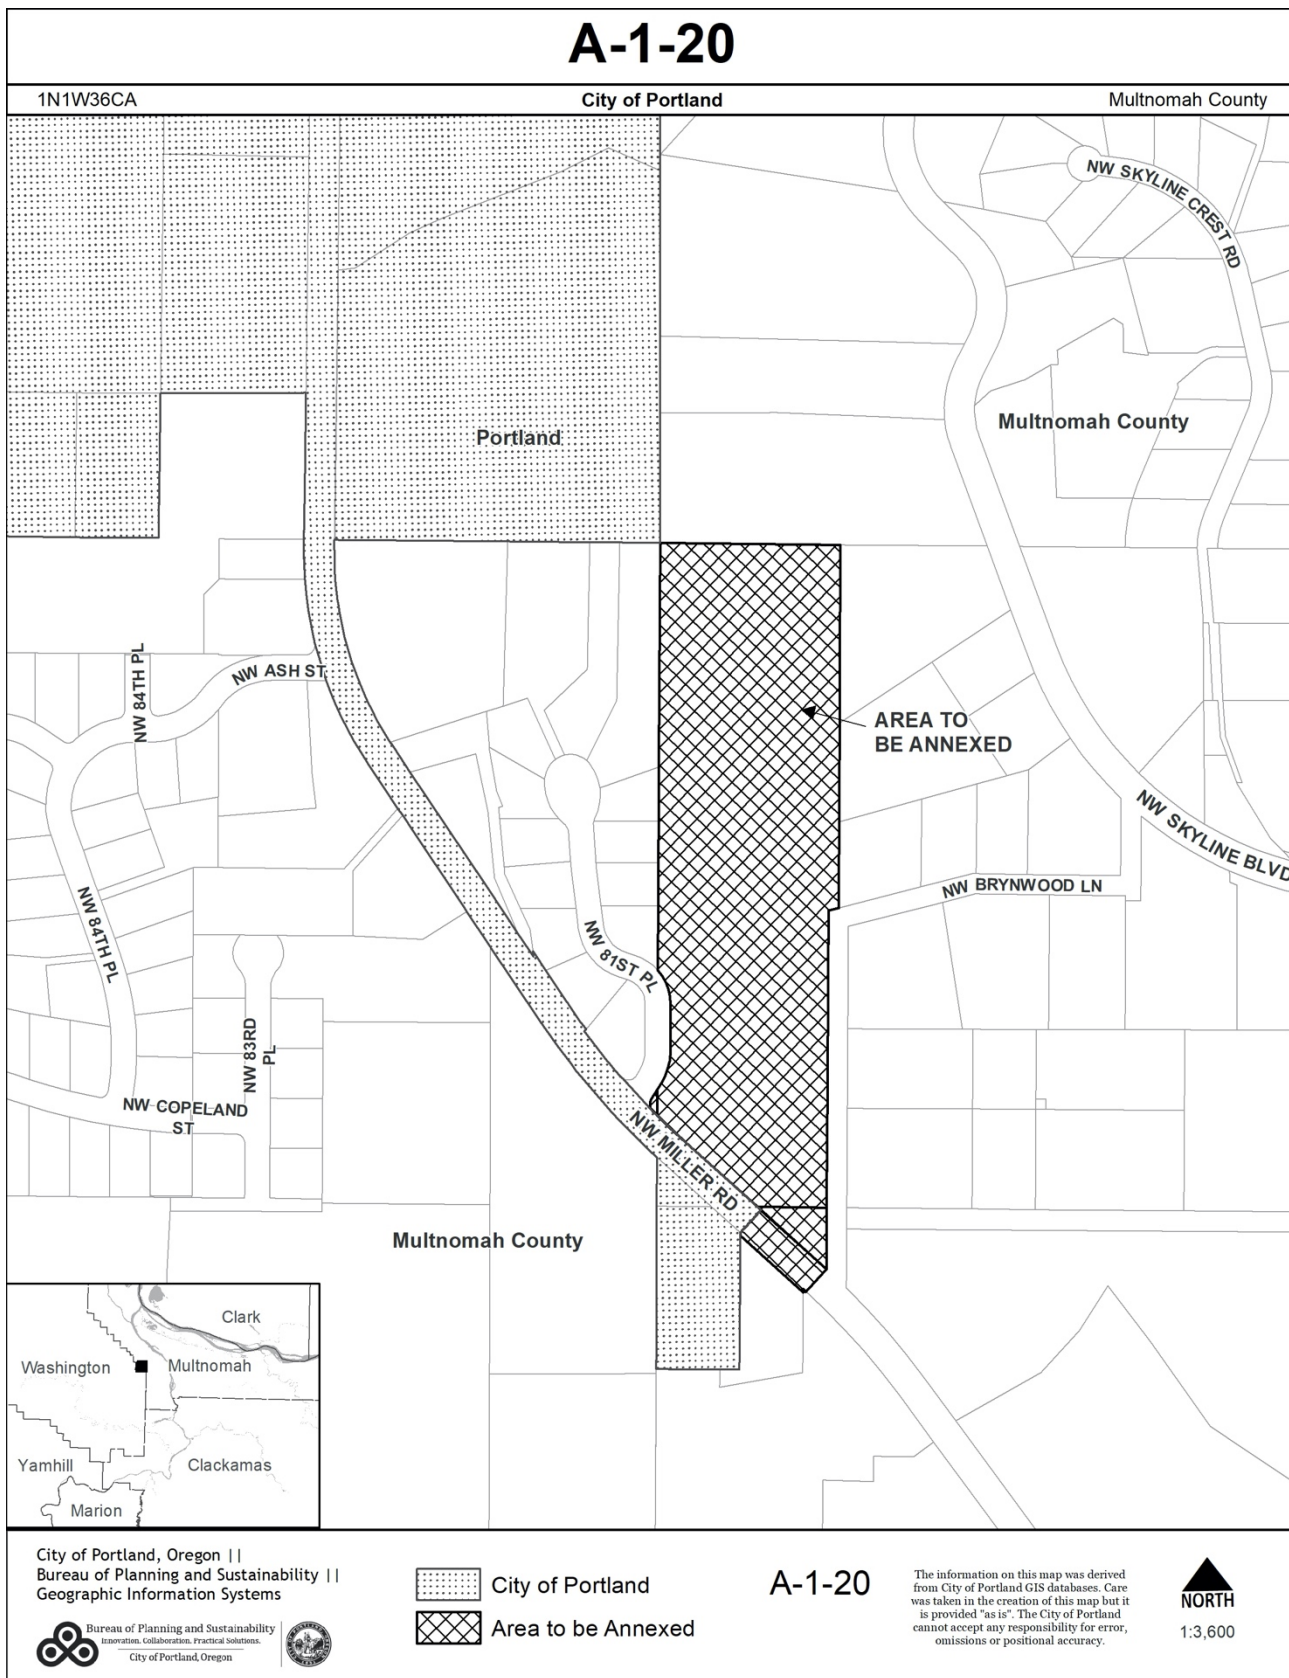 A-1-20
1N1W36CA
City of Portland
Multnomah County
NW SKYLINE CREST RD
Portland
Multnomah County
NW 84TH PL
NW ASH ST
AREA TO
BE ANNEXED
NW SKYLINE BLVD
NW BRYNWOOD LN
NW 84TH PL
NW 81ST PL
NW 83RD
PL
NW COPELAND
ST
NW MILLER RD
Multnomah County
Clark
Washington
Multnomah
Yamhill
Clackamas
Marion
City of Portland, Oregon ||
Bureau of Planning and Sustainability ||
Geographic Information Systems
Bureau of Planning and Sustainability
Innovation. Collaboration. Practical Solutions.
City of Portland, Oregon
City of Portland
Area to be Annexed
A-1-20
The information on this map was derived
from City of Portland GIS databases. Care
was taken in the creation of this map but it
is provided "as is". The City of Portland
cannot accept any responsibility for error,
omissions or positional accuracy.
NORTH
1:3,600